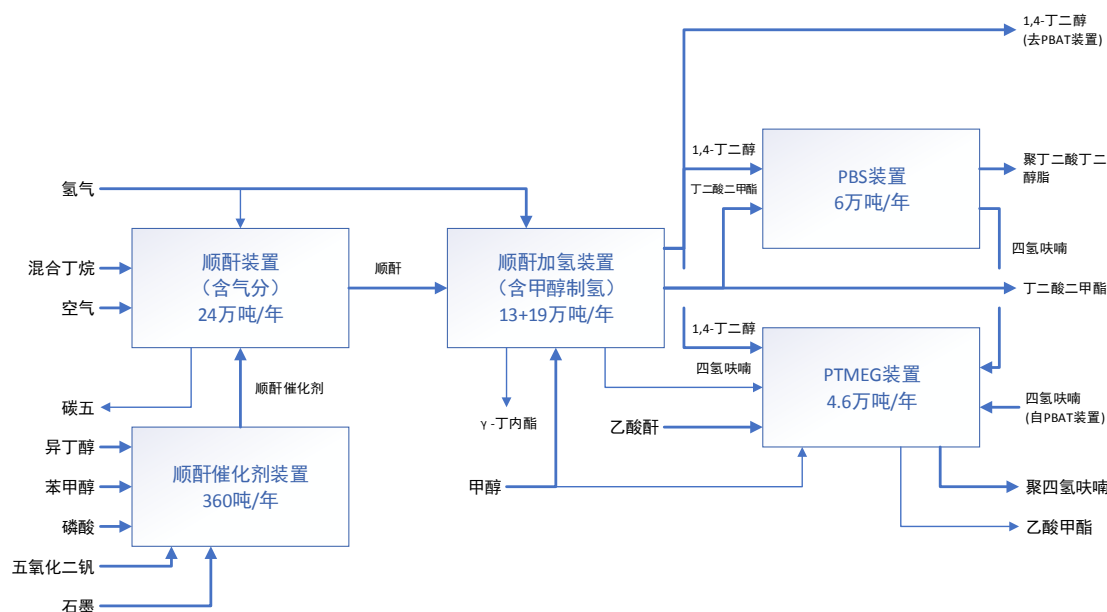 1,4-丁二醇
(去PBAT装置)
1,4-丁二醇
丁二酸二甲酯
PBS装置
6万吨/年
聚丁二酸丁二
醇脂
氢气
四氢呋喃
混合丁烷
空气
顺酐装置
（含气分）
24万吨/年
顺酐
顺酐加氢装置
（含甲醇制氢）
13+19万吨/年
丁二酸二甲酯
1,4-丁二醇
四氢呋喃
PTMEG装置
4.6万吨/年
顺酐催化剂
碳五
γ-丁内酯
乙酸酐
四氢呋喃
(自PBAT装置)
异丁醇
苯甲醇
磷酸
顺酐催化剂装置
360吨/年
甲醇
聚四氢呋喃
乙酸甲酯
五氧化二钒
石墨